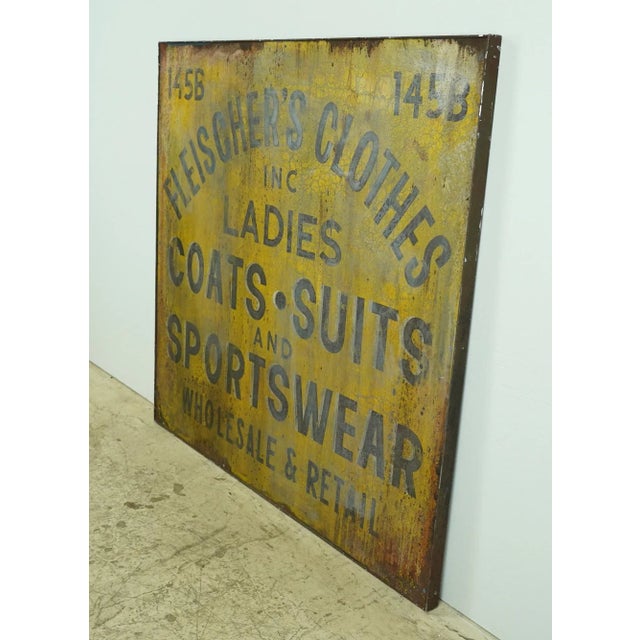 145B 145B
FLEISCHER'S CLOTHES
INC
LADIES
COATS • SUITS
AND
SPORTSWEAR
WHOLESALE & RETAIL